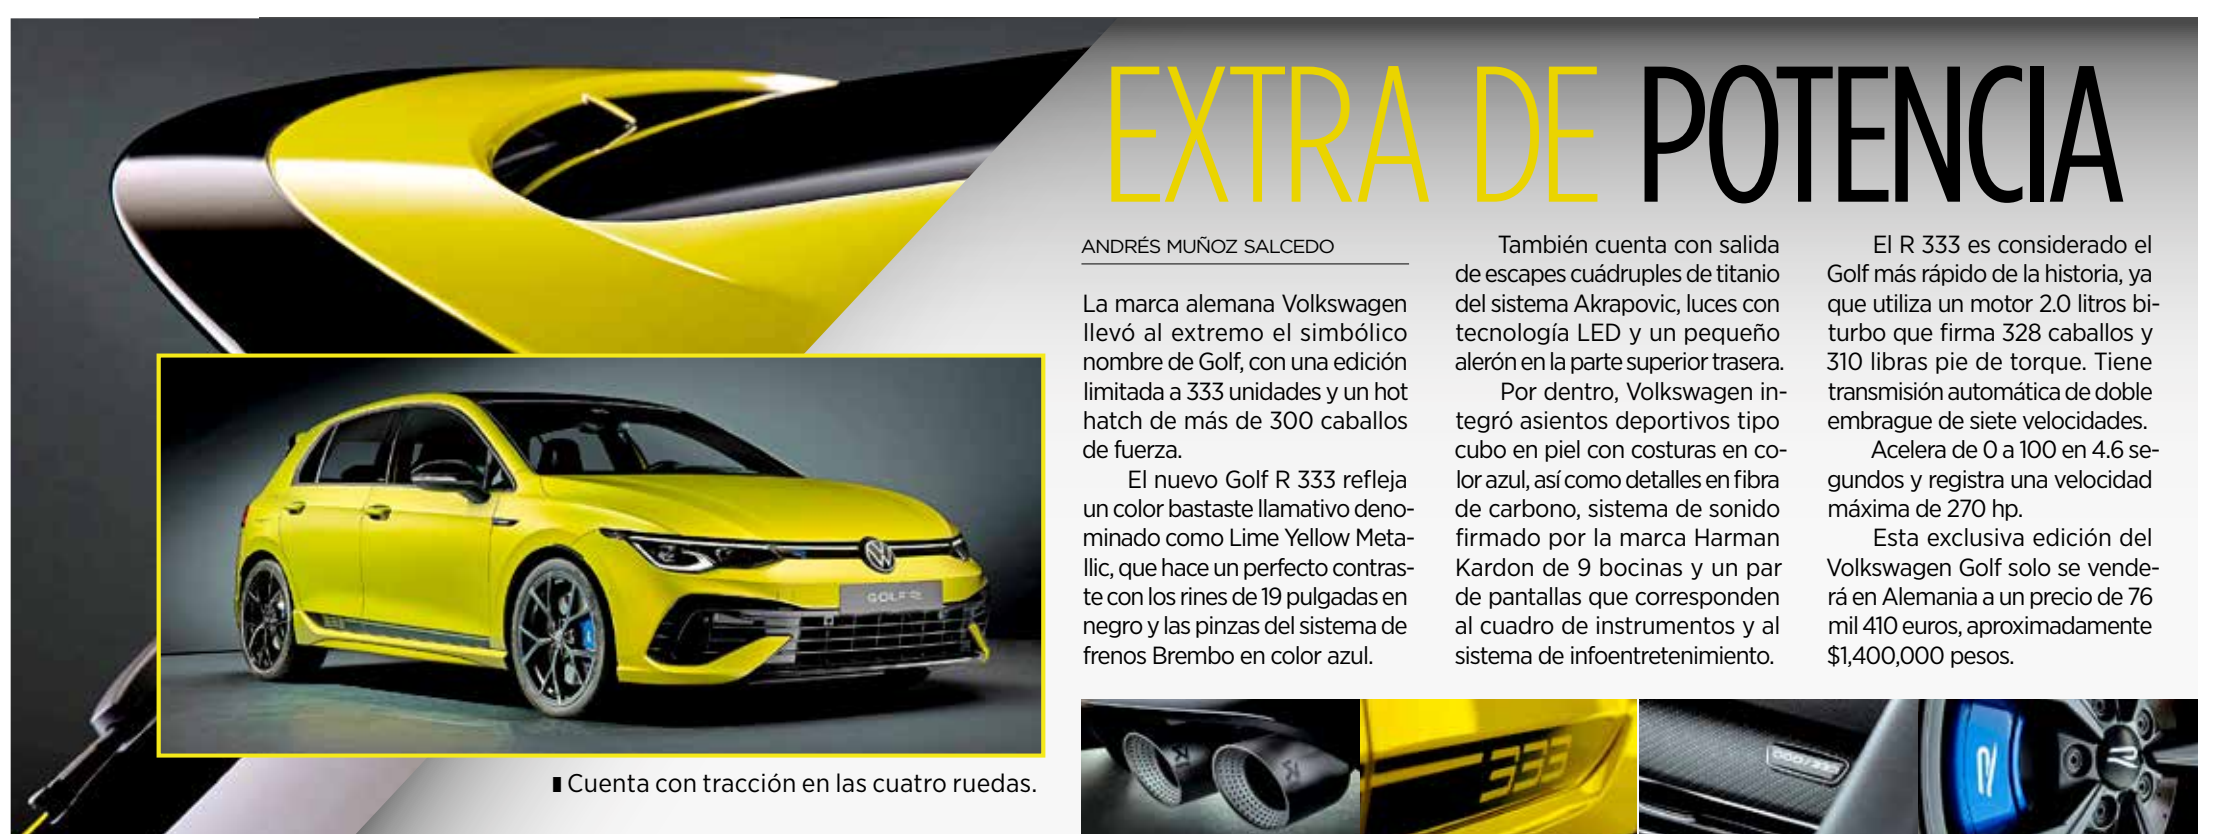 EXTRA DE POTENCIA
ANDRÉS MUÑOZ SALCEDO
La marca alemana Volkswagen
llevó al extremo el simbólico
nombre de Golf, con una edición
limitada a 333 unidades y un hot
hatch de más de 300 caballos
de fuerza.
El nuevo Golf R 333 refleja
un color bastaste llamativo deno-
minado como Lime Yellow Meta-
llic, que hace un perfecto contras-
te con los rines de 19 pulgadas en
negro y las pinzas del sistema de
frenos Brembo en color azul.
También cuenta con salida
de escapes cuádruples de titanio
del sistema Akrapovic, luces con
tecnología LED y un pequeño
alerón en la parte superior trasera.
Por dentro, Volkswagen in-
tegró asientos deportivos tipo
cubo en piel con costuras en co-
lor azul, así como detalles en fibra
de carbono, sistema de sonido
firmado por la marca Harman
Kardon de 9 bocinas y un par
de pantallas que corresponden
al cuadro de instrumentos y al
sistema de infoentretenimiento.
El R 333 es considerado el
Golf más rápido de la historia, ya
que utiliza un motor 2.0 litros bi-
turbo que firma 328 caballos y
310 libras pie de torque. Tiene
transmisión automática de doble
embrague de siete velocidades.
Acelera de 0 a 100 en 4.6 se-
gundos y registra una velocidad
máxima de 270 hp.
Esta exclusiva edición del
Volkswagen Golf solo se vende-
rá en Alemania a un precio de 76
mil 410 euros, aproximadamente
$1,400,000 pesos.
333
GOLF R
Cuenta con tracción en las cuatro ruedas.
333
000/333
R
R